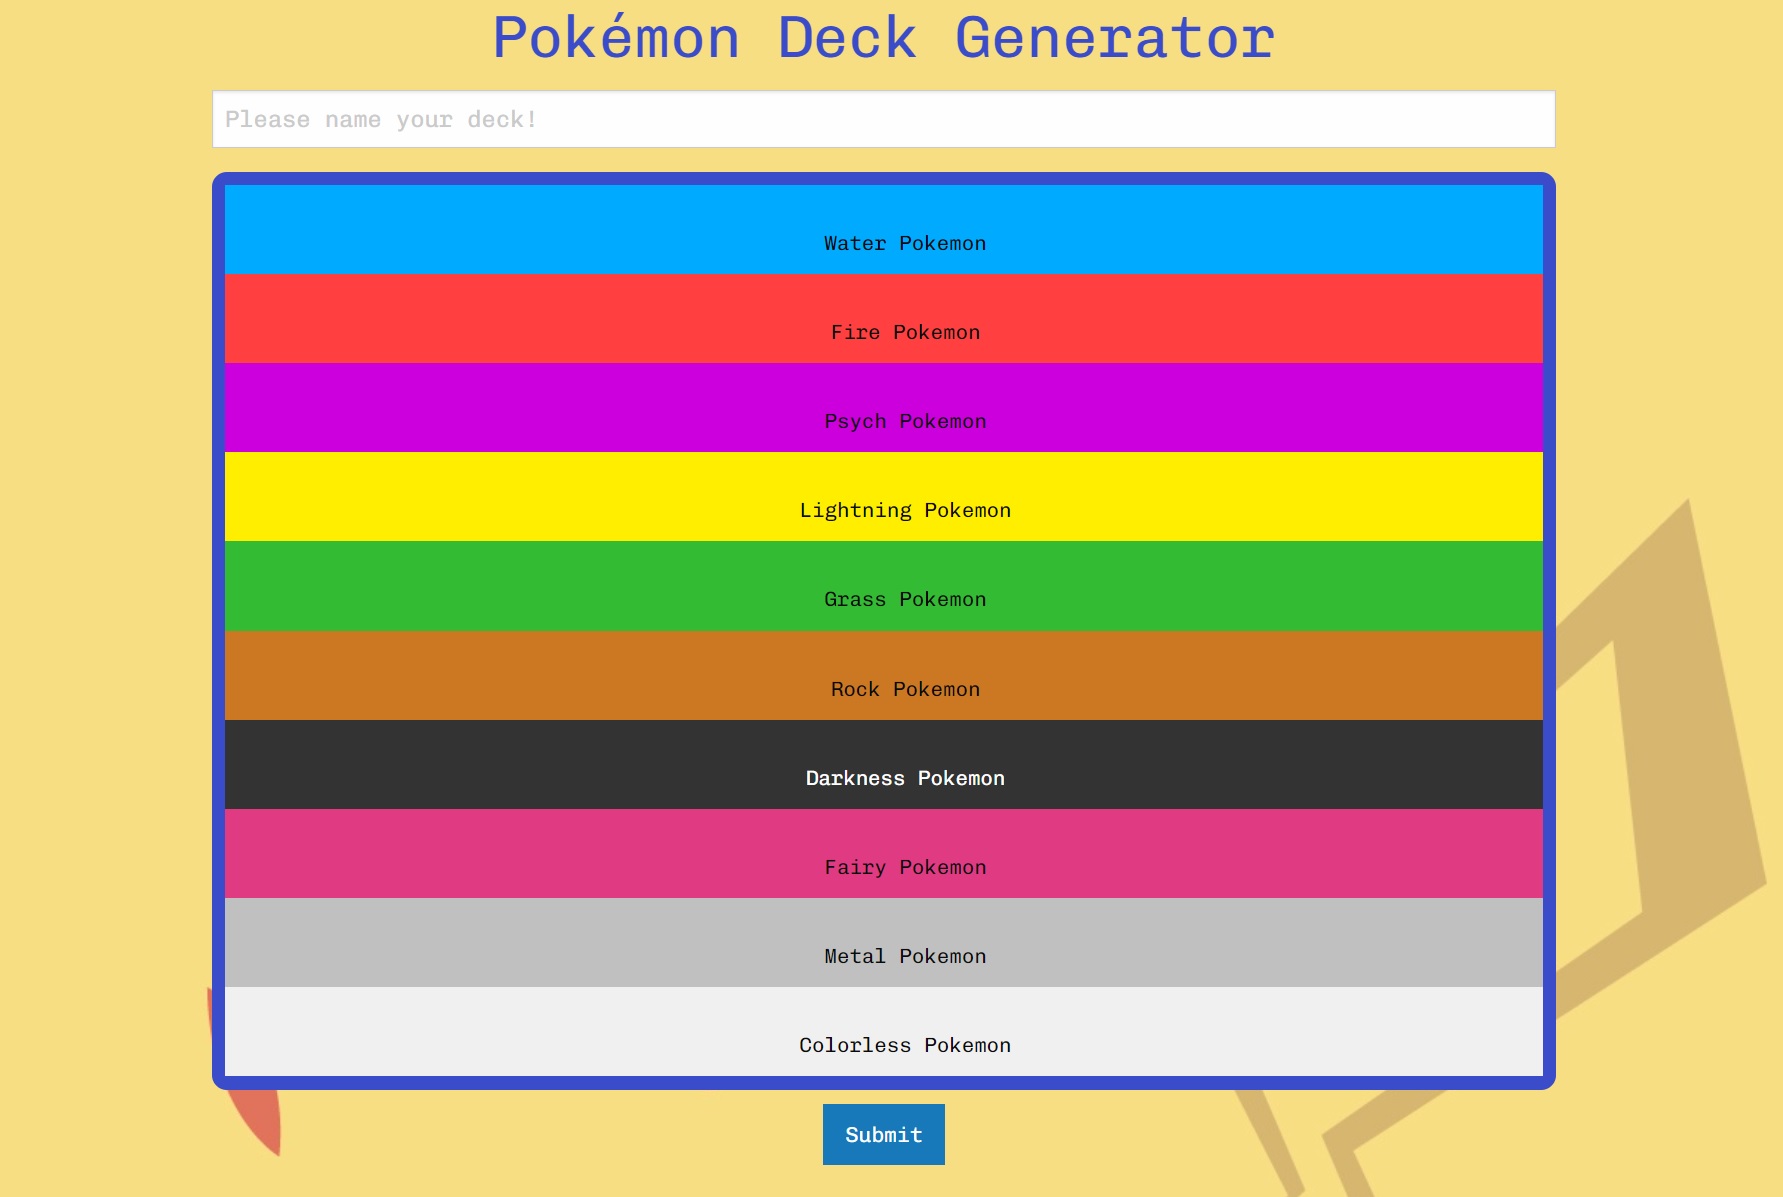 Pokémon Deck Generator
Please name your deck!
Water Pokemon
Fire Pokemon
Psych Pokemon
Lightning Pokemon
Grass Pokemon
Rock Pokemon
Darkness Pokemon
Fairy Pokemon
Metal Pokemon
Colorless Pokemon
Submit